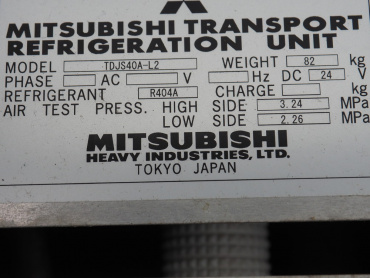 MITSUBISHI TRANSPORT
REFRIGERATION UNIT
MODEL TDJS40A-L2 WEIGHT 82 kg
PHASE AC V Hz DC 24 V
REFRIGERANT R404A CHARGE kg
AIR TEST PRESS. HIGH SIDE 3.24 MPa
LOW SIDE 2.26 MPa
MITSUBISHI
HEAVY INDUSTRIES, LTD.
TOKYO JAPAN